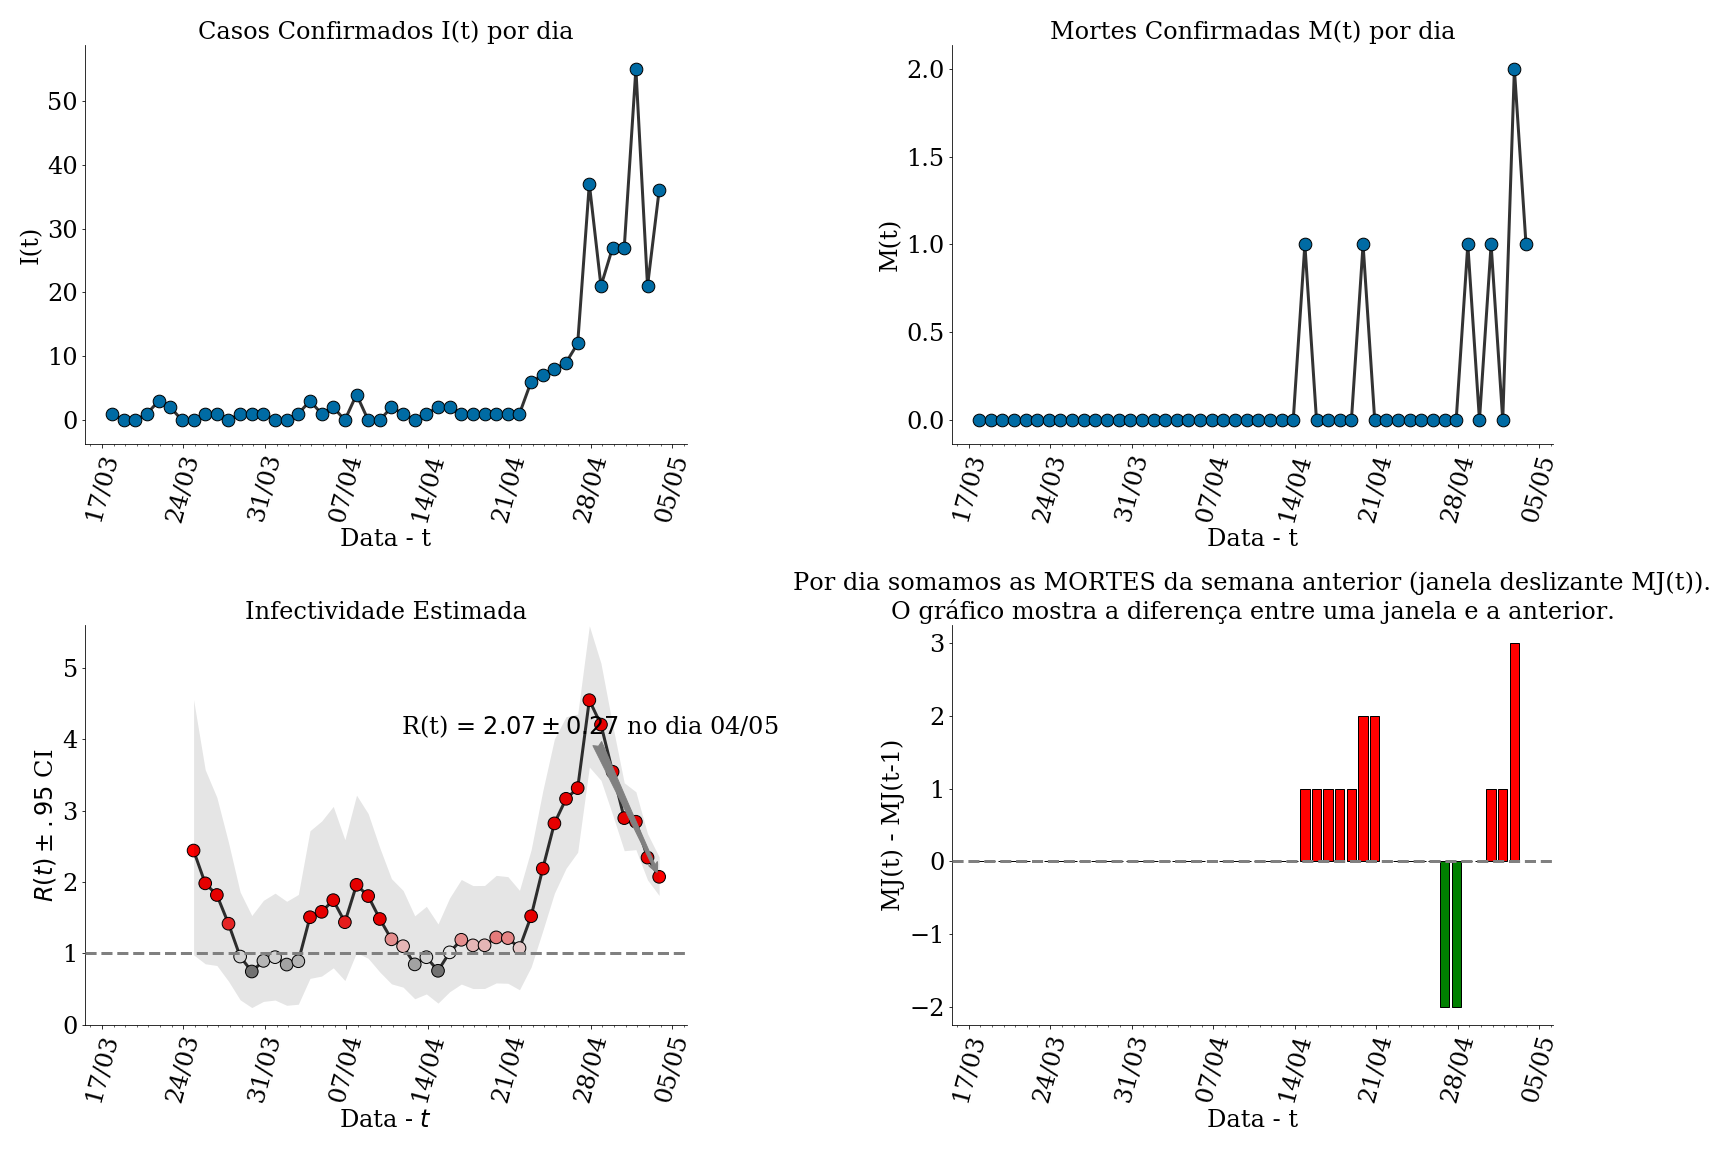 Casos Confirmados I(t) por dia
I(t)
50
40
30
20
10
0
17/03 24/03 31/03 07/04 14/04 21/04 28/04 05/05
Data - t
Mortes Confirmadas M(t) por dia
M(t)
2.0
1.5
1.0
0.5
0.0
17/03 24/03 31/03 07/04 14/04 21/04 28/04 05/05
Data - t
Infectividade Estimada
R(t) ± .95 CI
5
4
3
2
1
0
R(t) = 2.07 ± 0.27 no dia 04/05
17/03 24/03 31/03 07/04 14/04 21/04 28/04 05/05
Data - t
Por dia somamos as MORTES da semana anterior (janela deslizante MJ(t)).
O gráfico mostra a diferença entre uma janela e a anterior.
MJ(t) - MJ(t-1)
3
2
1
0
−1
−2
17/03 24/03 31/03 07/04 14/04 21/04 28/04 05/05
Data - t